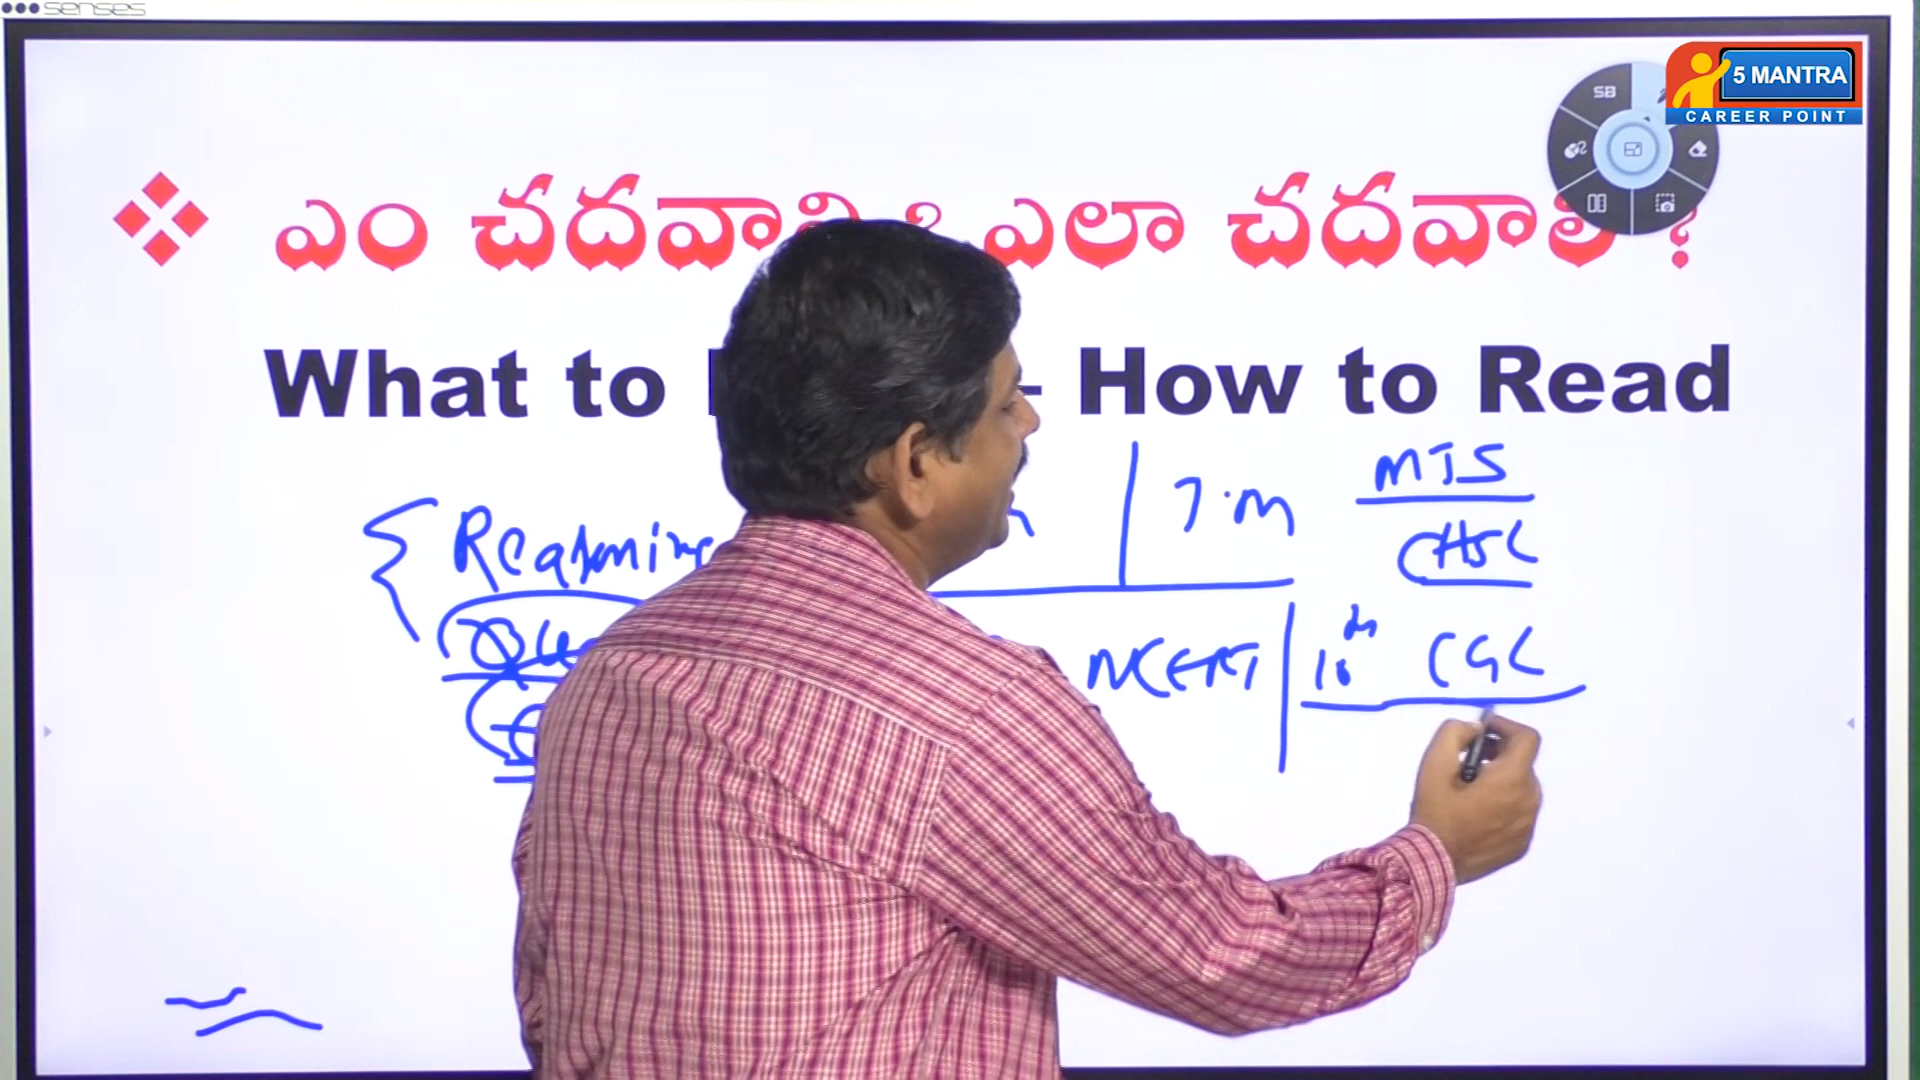 senses
5 MANTRA
CAREER POINT
SB
ఎం చదవాలి ? ఎలా చదవాలి ?
What to - How to Read
7.M MTS
Reasoning
CHSL
NCERT 10th CGL